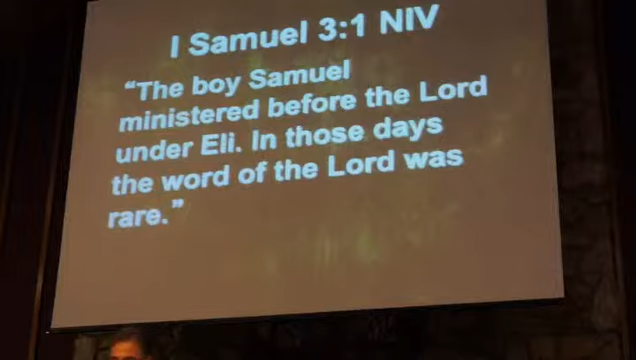 I Samuel 3:1 NIV
“The boy Samuel
ministered before the Lord
under Eli. In those days
the word of the Lord was
rare.”